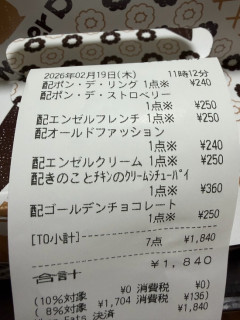 2026年02月19日(木) 11時12分
配ポン・デ・リング 1点※ ¥240
配ポン・デ・ストロベリー
1点※ ¥250
配エンゼルフレンチ 1点※ ¥250
配オールドファッション
1点※ ¥240
配エンゼルクリーム 1点※ ¥250
配きのことチキンのクリームシチューパイ
1点※ ¥360
配ゴールデンチョコレート
1点※ ¥250
[TO小計] 7点 ¥1,840
合計 ¥1,840
(10%対象 ¥0 消費税 ¥0)
( 8%対象 ¥1,704 消費税 ¥136)
決済 ¥1,840